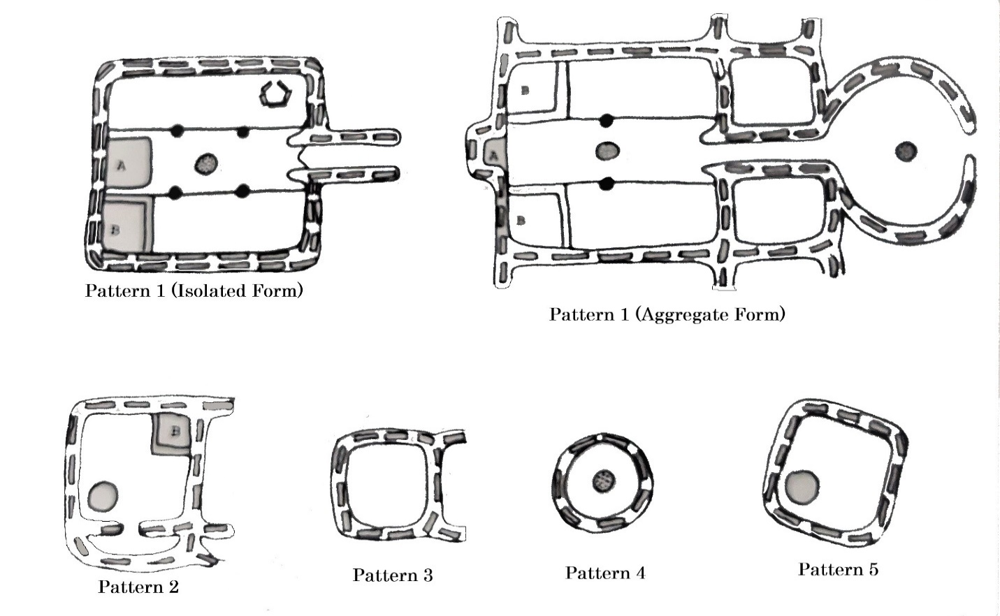 A
B
Pattern 1 (Isolated Form)
B
A
B
Pattern 1 (Aggregate Form)
B
Pattern 2
Pattern 3
Pattern 4
Pattern 5